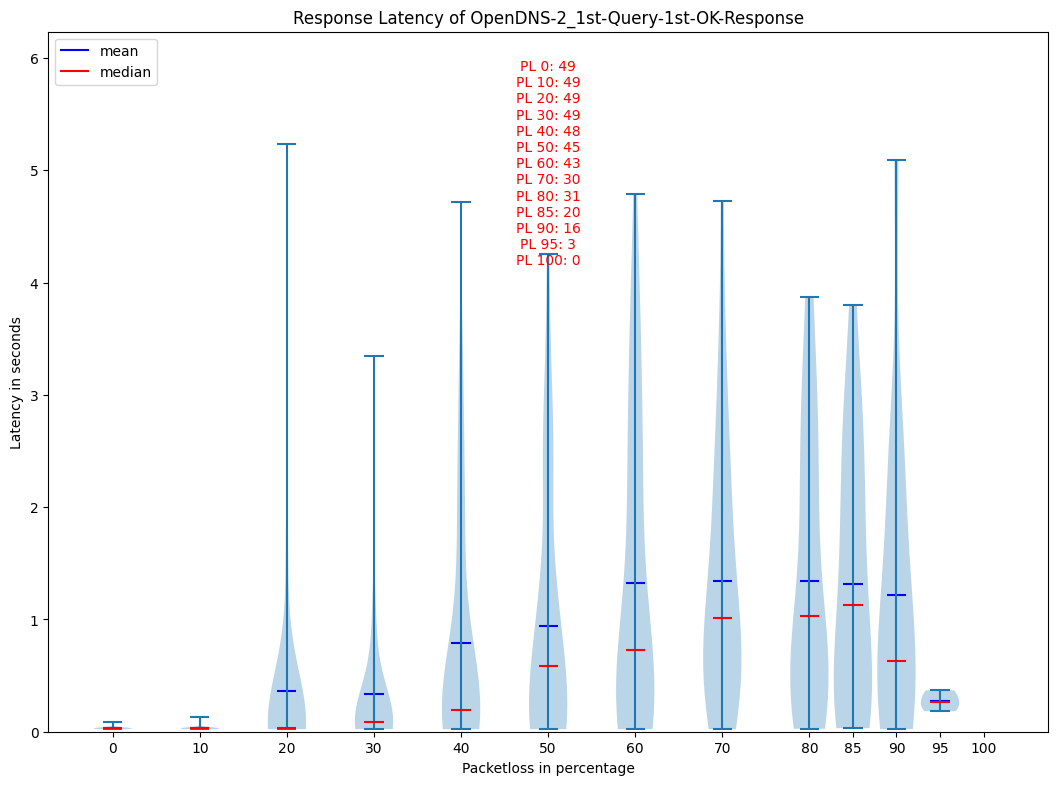 Response Latency of OpenDNS-2_1st-Query-1st-OK-Response
mean
median
PL 0: 49
PL 10: 49
PL 20: 49
PL 30: 49
PL 40: 48
PL 50: 45
PL 60: 43
PL 70: 30
PL 80: 31
PL 85: 20
PL 90: 16
PL 95: 3
PL 100: 0
Latency in seconds
6
5
4
3
2
1
0
0 10 20 30 40 50 60 70 80 85 90 95 100
Packetloss in percentage